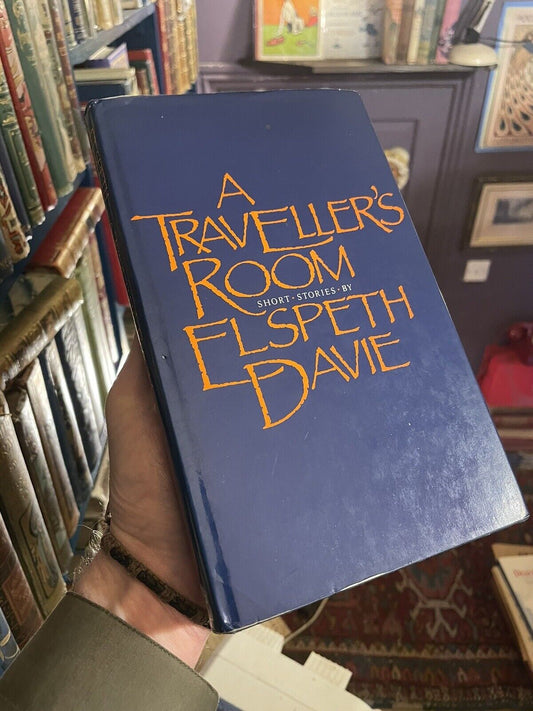 A
TRAVELLER'S
ROOM
SHORT · STORIES · BY
ELSPETH
DAVIE